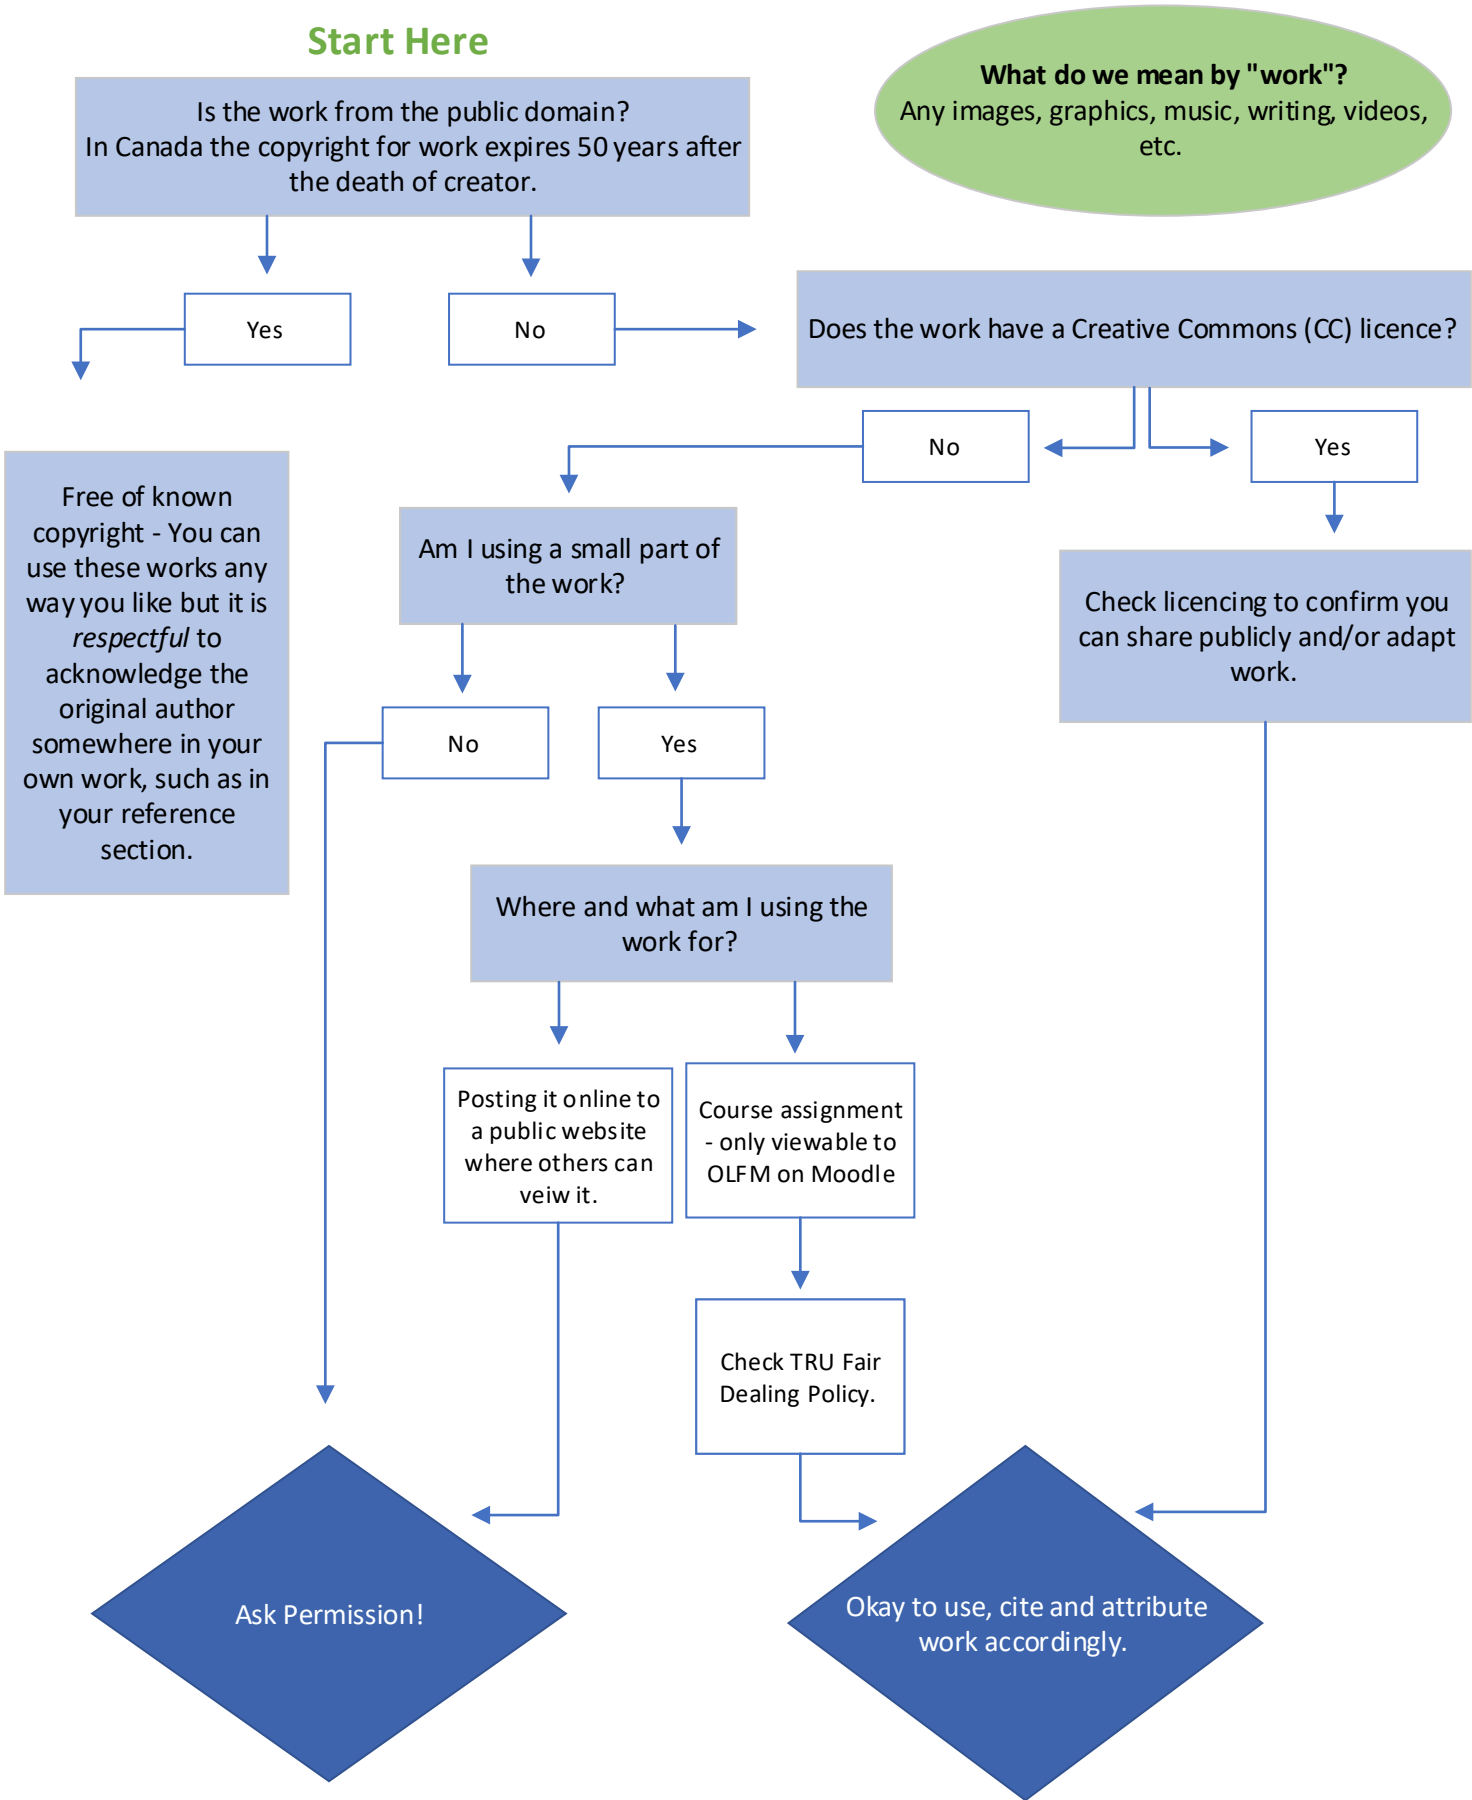 Start Here
What do we mean by "work"?
Any images, graphics, music, writing, videos,
etc.
Is the work from the public domain?
In Canada the copyright for work expires 50 years after
the death of creator.
Yes
No
Does the work have a Creative Commons (CC) licence?
No
Yes
Free of known
copyright - You can
use these works any
way you like but it is
respectful to
acknowledge the
original author
somewhere in your
own work, such as in
your reference
section.
Am I using a small part of
the work?
Check licencing to confirm you
can share publicly and/or adapt
work.
No
Yes
Where and what am I using the
work for?
Posting it online to
a public website
where others can
veiw it.
Course assignment
- only viewable to
OLFM on Moodle
Check TRU Fair
Dealing Policy.
Ask Permission!
Okay to use, cite and attribute
work accordingly.